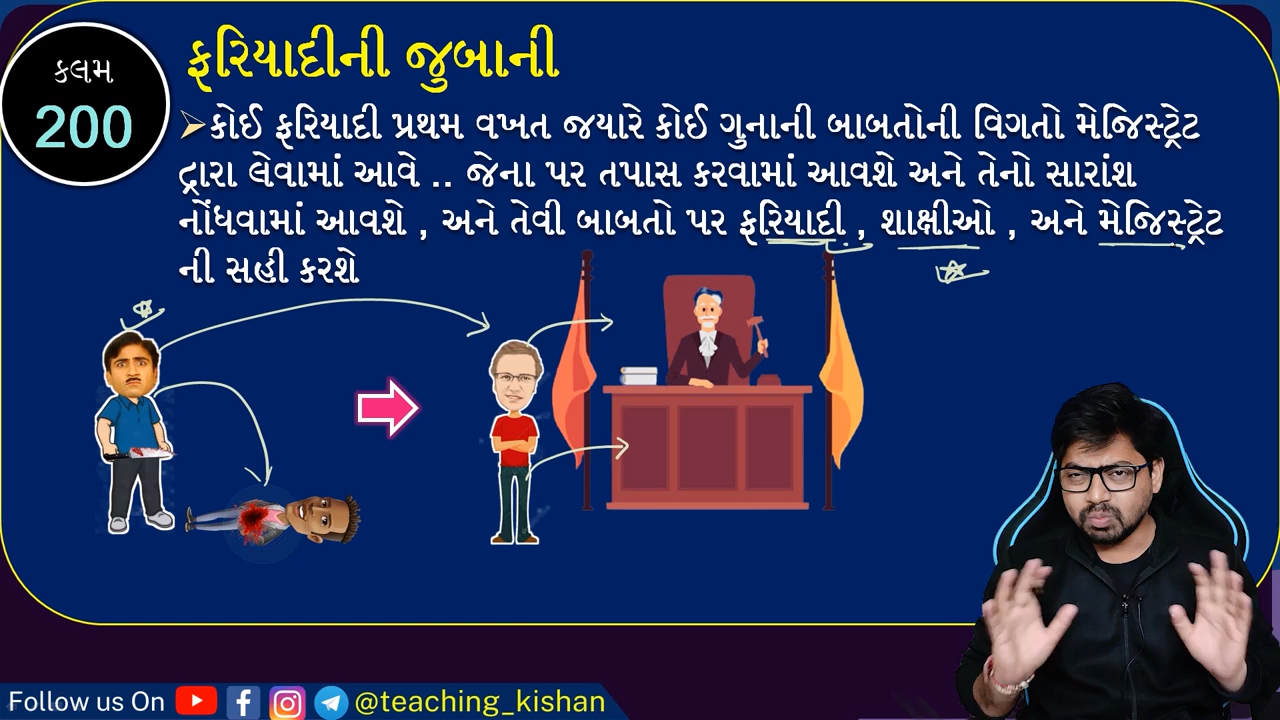 કલમ
200
ફરિયાદીની જુબાની
➢કોઈ ફરિયાદી પ્રથમ વખત જયારે કોઈ ગુનાની બાબતોની વિગતો મેજિસ્ટ્રેટ
દ્રારા લેવામાં આવે .. જેના પર તપાસ કરવામાં આવશે અને તેનો સારાંશ
નોંધવામાં આવશે , અને તેવી બાબતો પર ફરિયાદી , શાક્ષીઓ , અને મેજિસ્ટ્રેટ
ની સહી કરશે
Follow us On @teaching_kishan